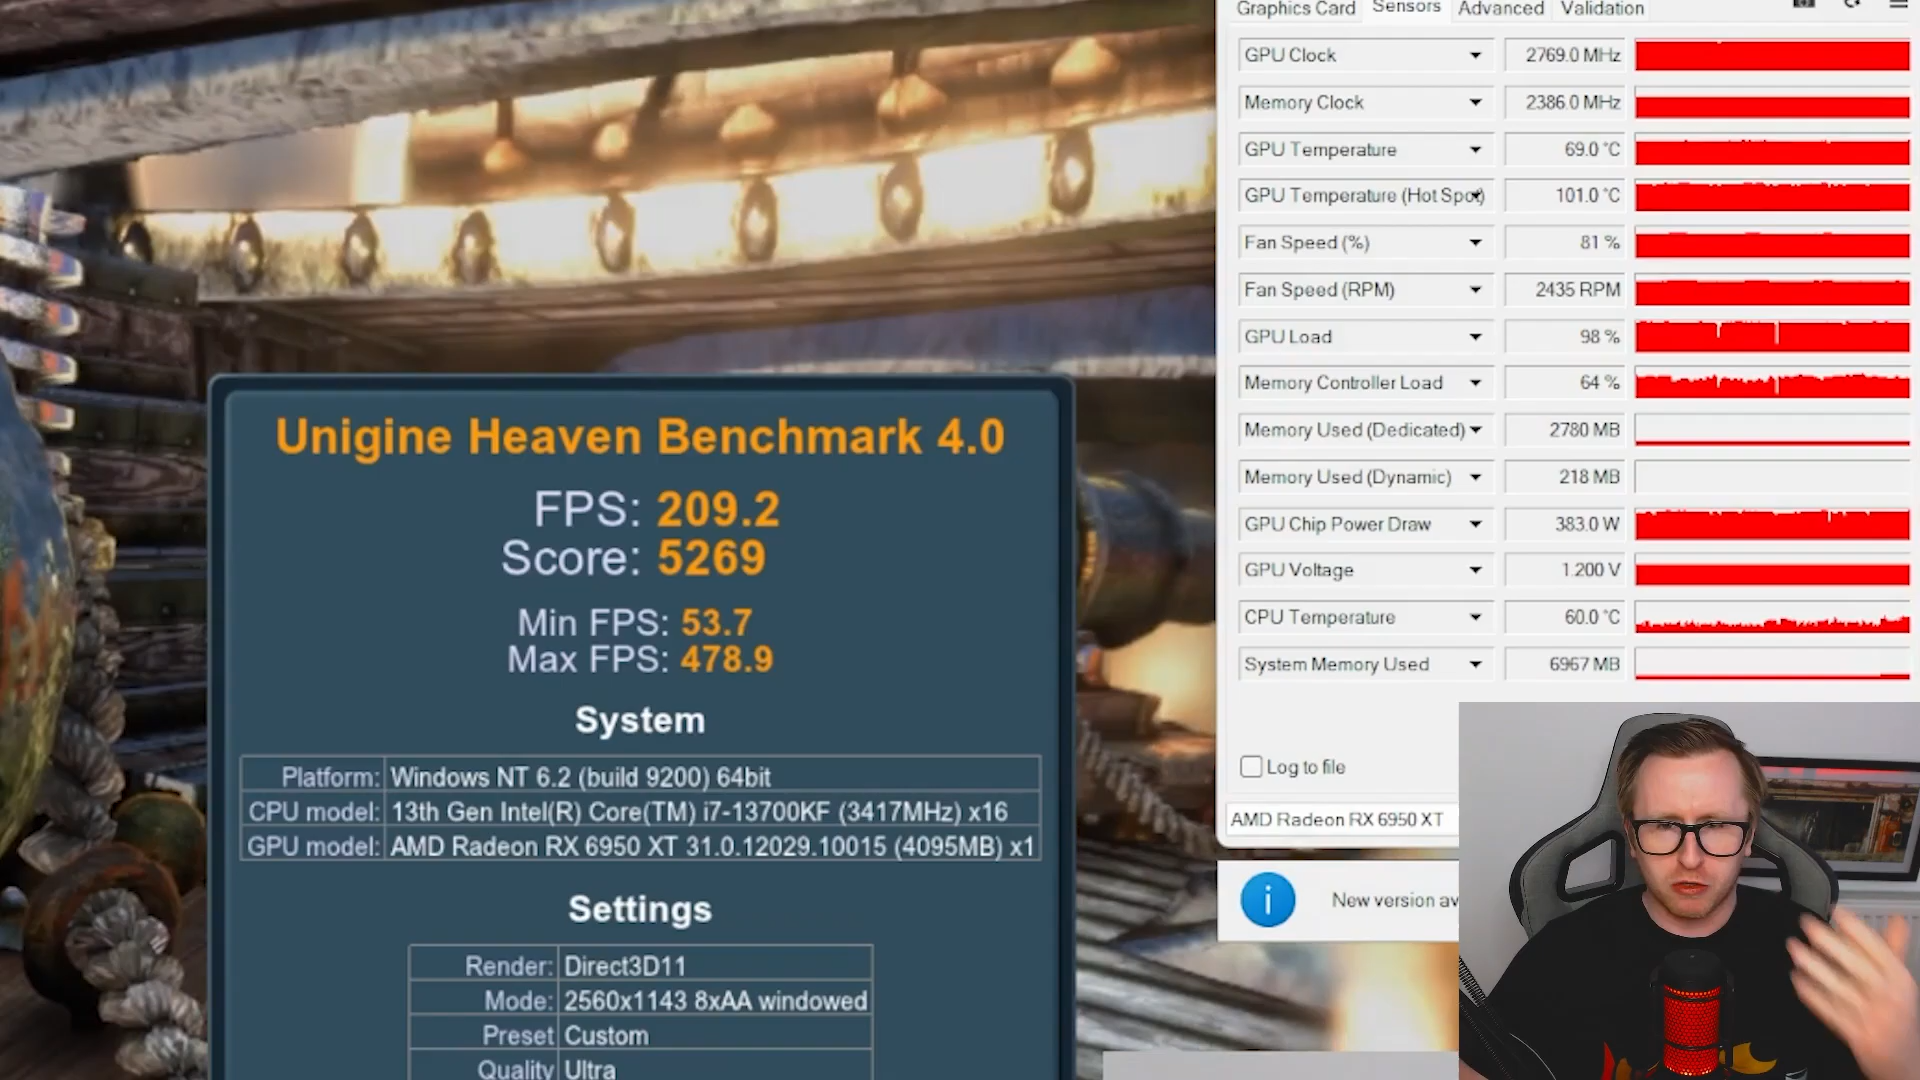 Graphics Card Sensors Advanced Validation
GPU Clock 2769.0 MHz
Memory Clock 2386.0 MHz
GPU Temperature 69.0 °C
GPU Temperature (Hot Spot) 101.0 °C
Fan Speed (%) 81 %
Fan Speed (RPM) 2435 RPM
GPU Load 98 %
Memory Controller Load 64 %
Memory Used (Dedicated) 2780 MB
Memory Used (Dynamic) 218 MB
GPU Chip Power Draw 383.0 W
GPU Voltage 1.200 V
CPU Temperature 60.0 °C
System Memory Used 6967 MB
Log to file
AMD Radeon RX 6950 XT
New version av
Unigine Heaven Benchmark 4.0
FPS: 209.2
Score: 5269
Min FPS: 53.7
Max FPS: 478.9
System
Platform: Windows NT 6.2 (build 9200) 64bit
CPU model: 13th Gen Intel(R) Core(TM) i7-13700KF (3417MHz) x16
GPU model: AMD Radeon RX 6950 XT 31.0.12029.10015 (4095MB) x1
Settings
Render: Direct3D11
Mode: 2560x1143 8xAA windowed
Preset Custom
Quality Ultra